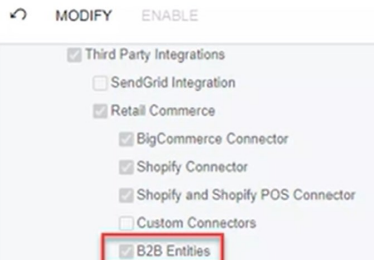 MODIFY ENABLE
Third Party Integrations
SendGrid Integration
Retail Commerce
BigCommerce Connector
Shopify Connector
Shopify and Shopify POS Connector
Custom Connectors
B2B Entities